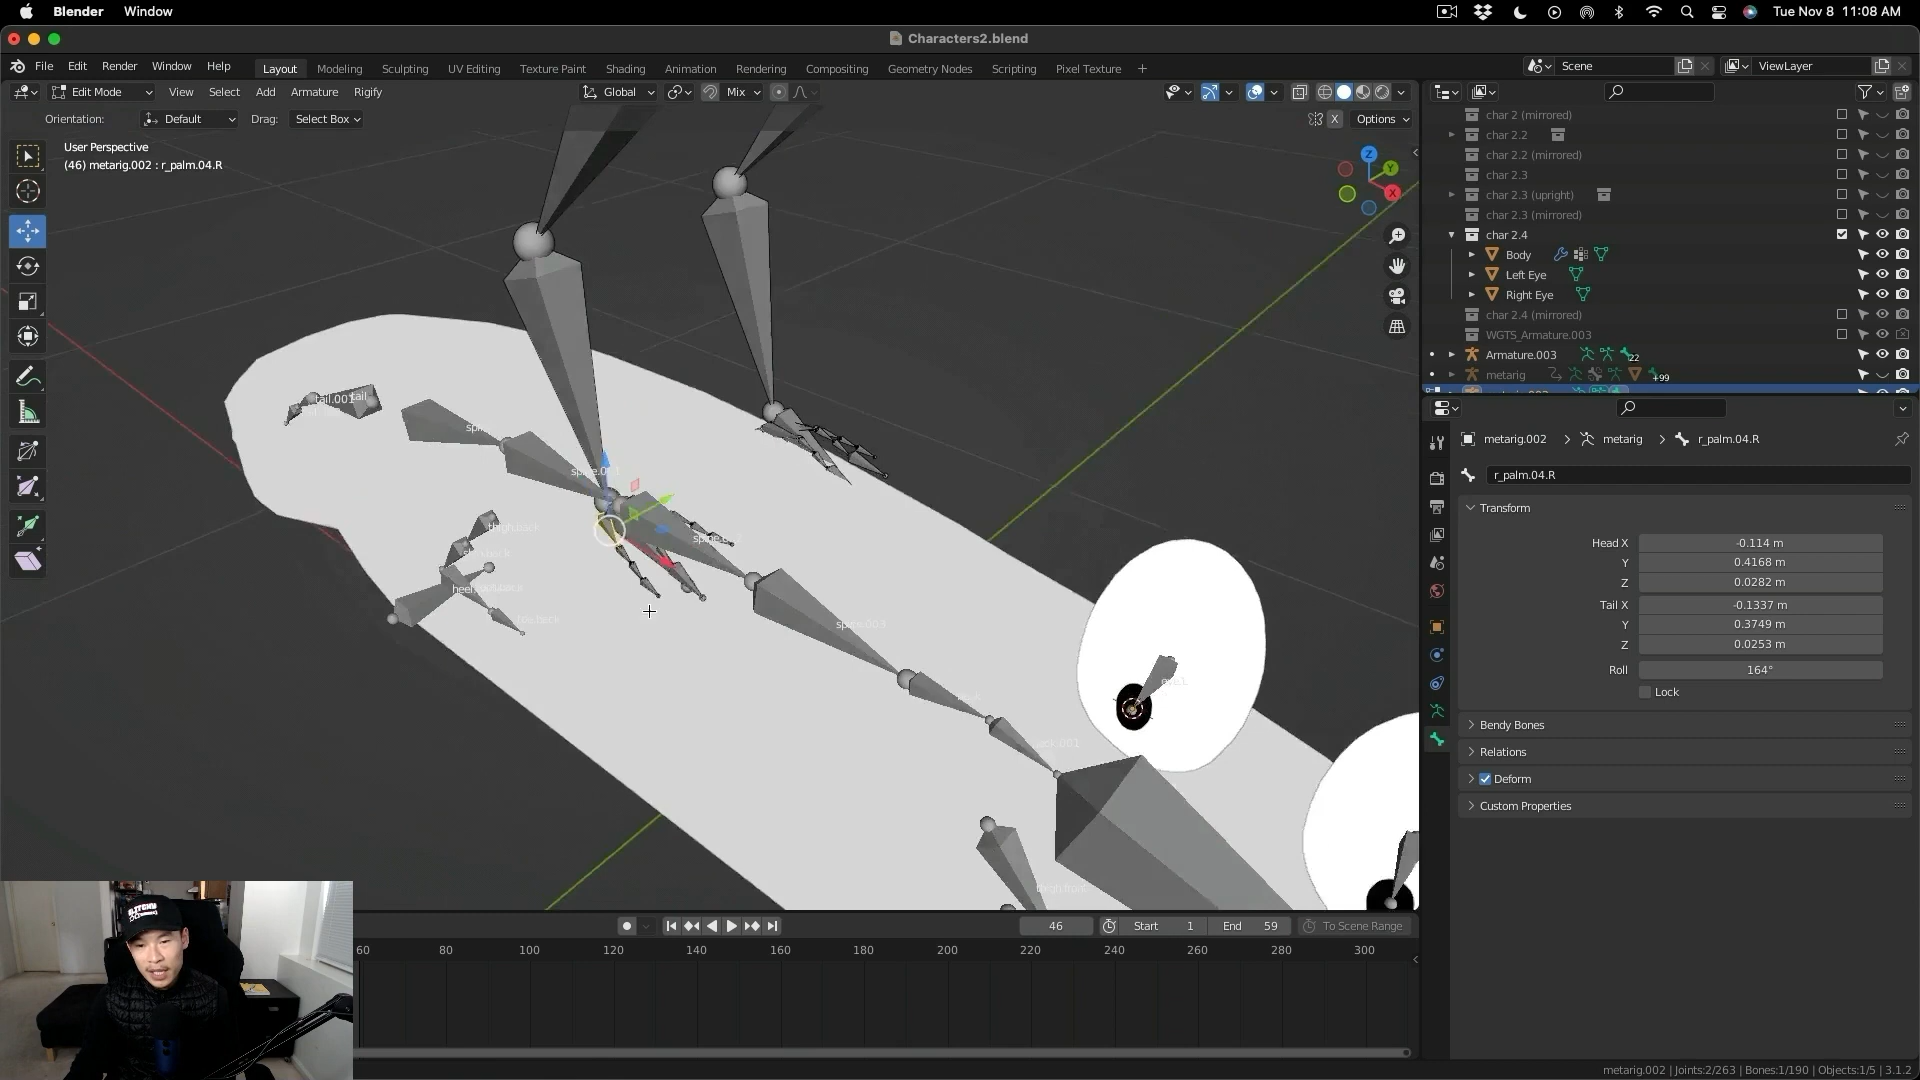 Blender Window
Tue Nov 8 11:08 AM
Characters2.blend
File Edit Render Window Help
Layout Modeling Sculpting UV Editing Texture Paint Shading Animation Rendering Compositing Geometry Nodes Scripting Pixel Texture +
Scene
ViewLayer
Edit Mode View Select Add Armature Rigify
Global
Mix
Orientation: Default Drag: Select Box
X Options
User Perspective
(46) metarig.002 : r_palm.04.R
Z
Y
X
tail.001
tail
char 2 (mirrored)
char 2.2
char 2.2 (mirrored)
char 2.3
char 2.3 (upright)
char 2.3 (mirrored)
char 2.4
Body
Left Eye
Right Eye
char 2.4 (mirrored)
WGTS_Armature.003
Armature.003
22
metarig
+99
metarig.002 > metarig > r_palm.04.R
r_palm.04.R
Transform
Head X -0.114 m
Y 0.4168 m
Z 0.0282 m
Tail X -0.1337 m
Y 0.3749 m
Z 0.0253 m
Roll 164°
Lock
Bendy Bones
Relations
Deform
Custom Properties
46
Start 1
End 59
To Scene Range
60 80 100 120 140 160 180 200 220 240 260 280 300
metarig.002 | Joints:2/263 | Bones:1/190 | Objects:1/5 | 3.1.2